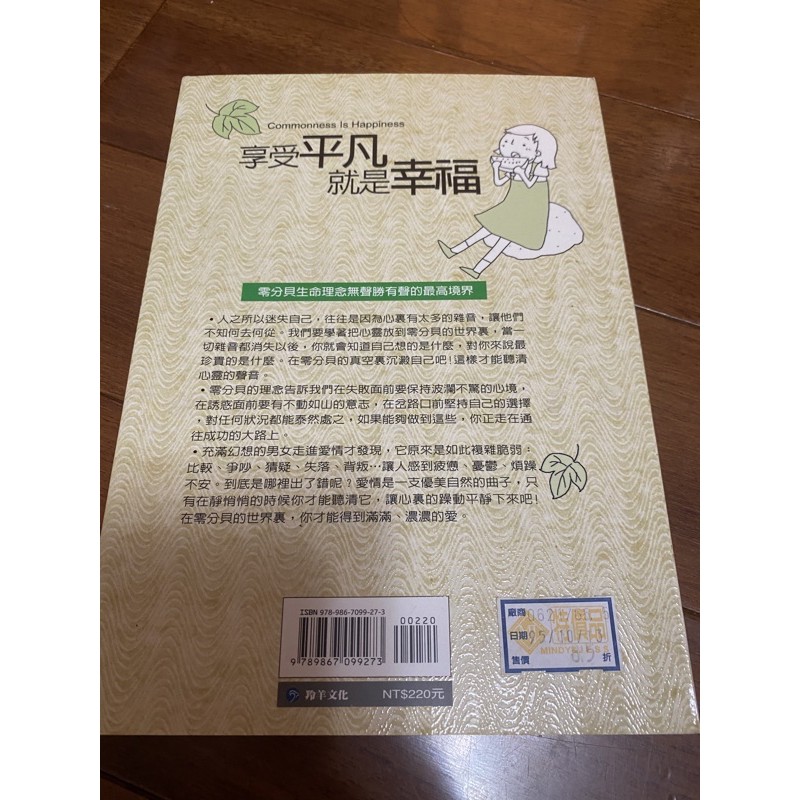 Commonness Is Happiness
享受平凡
就是幸福
零分貝生命理念無聲勝有聲的最高境界
•人之所以迷失自己，往往是因為心裏有太多的雜音，讓他們
不知何去何從。我們要學著把心靈放到零分貝的世界裏，當一
切雜音都消失以後，你就會知道自己想的是什麼，對你來說最
珍貴的是什麼。在零分貝的真空裏沉澱自己吧!這樣才能聽清
心靈的聲音。
•零分貝的理念告訴我們在失敗面前要保持波瀾不驚的心境，
在誘惑面前要有不動如山的意志，在岔路口前堅持自己的選擇
，對任何狀況都能泰然處之，如果能夠做到這些，你正走在通
往成功的大路上。
•充滿幻想的男女走進愛情才發現，它原來是如此複雜脆弱：
比較、爭吵、猜疑、失落、背叛…讓人感到疲憊、憂鬱、煩躁
不安。到底是哪裡出了錯呢？愛情是一支優美自然的曲子，只
有在靜悄悄的時候你才能聽清它，讓心裏的躁動平靜下來吧!
在零分貝的世界裏，你才能得到滿滿、濃濃的愛。
ISBN 978-986-7099-27-3
00220
9 789867 099273
羚羊文化 NT$220元
廠商
日期 95/10
售價 折